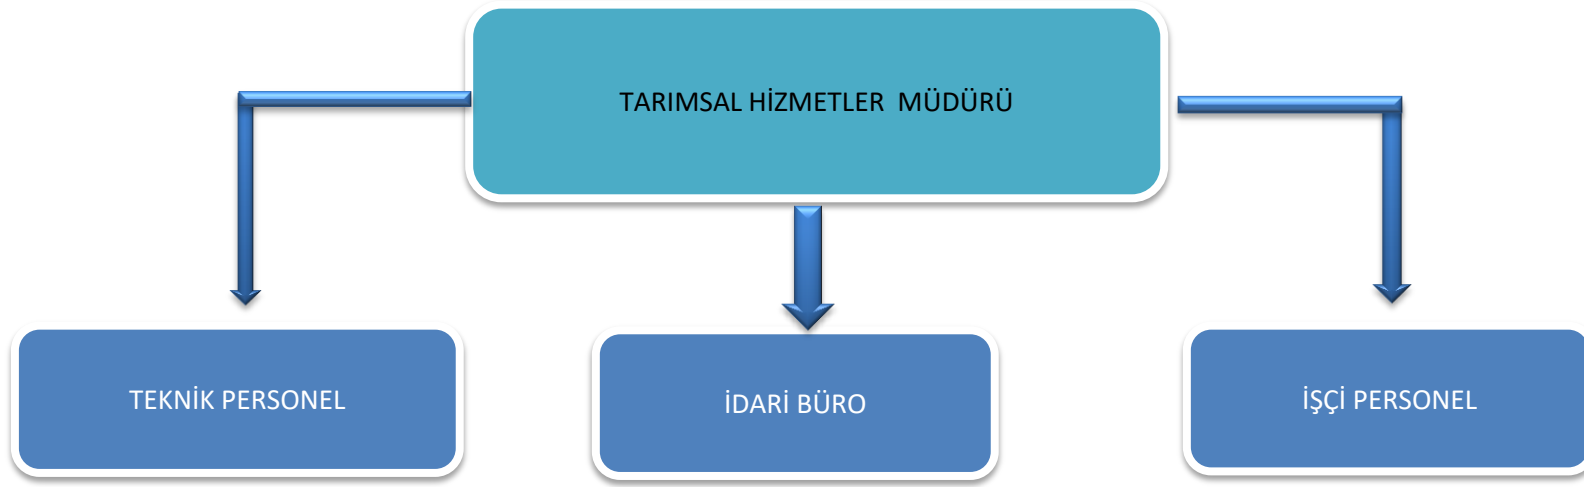 TARIMSAL HİZMETLER  MÜDÜRÜ
TEKNİK PERSONEL
İDARİ BÜRO
İŞÇİ PERSONEL